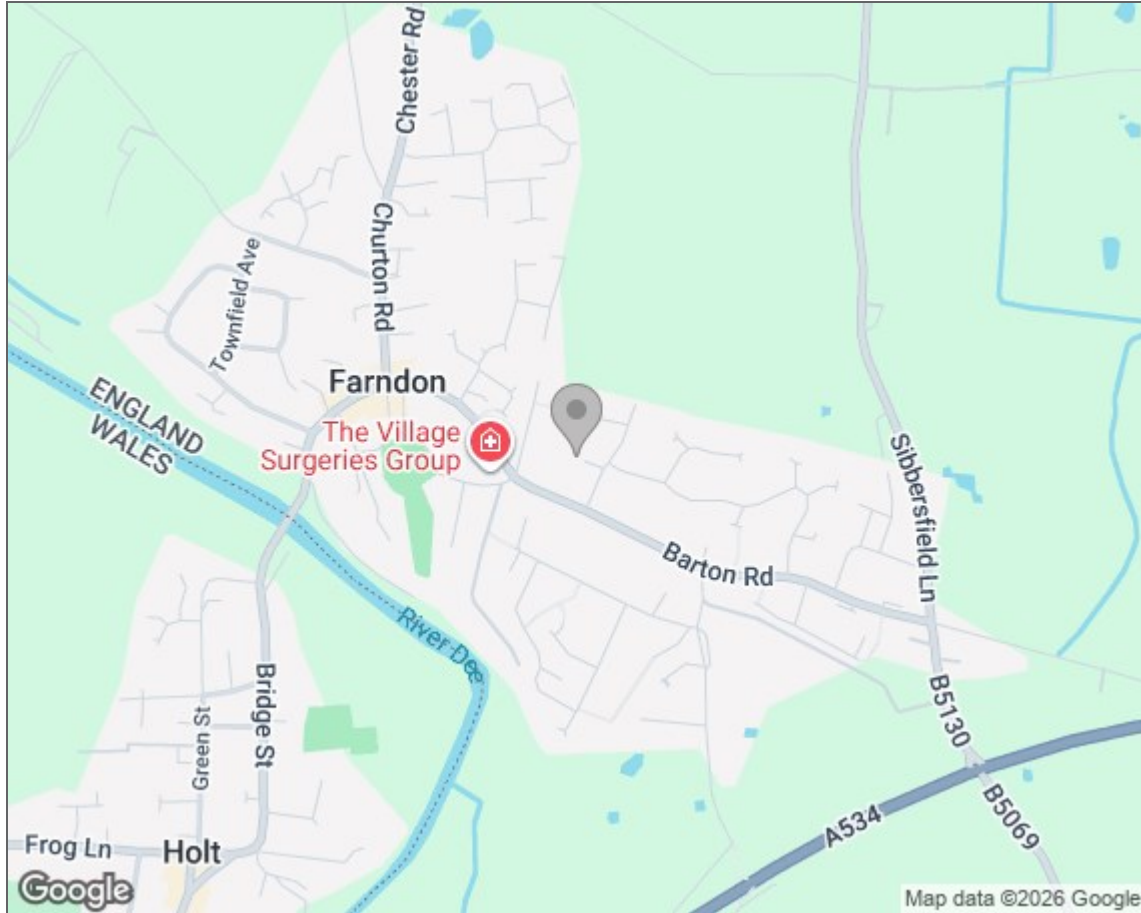 Chester Rd
Churton Rd
Townfield Ave
Farndon
ENGLAND
WALES
The Village
Surgeries Group
Sibbersfield Ln
Barton Rd
River Dee
Bridge St
Green St
B5130
B5069
A534
Frog Ln
Holt
Google
Map data ©2026 Google